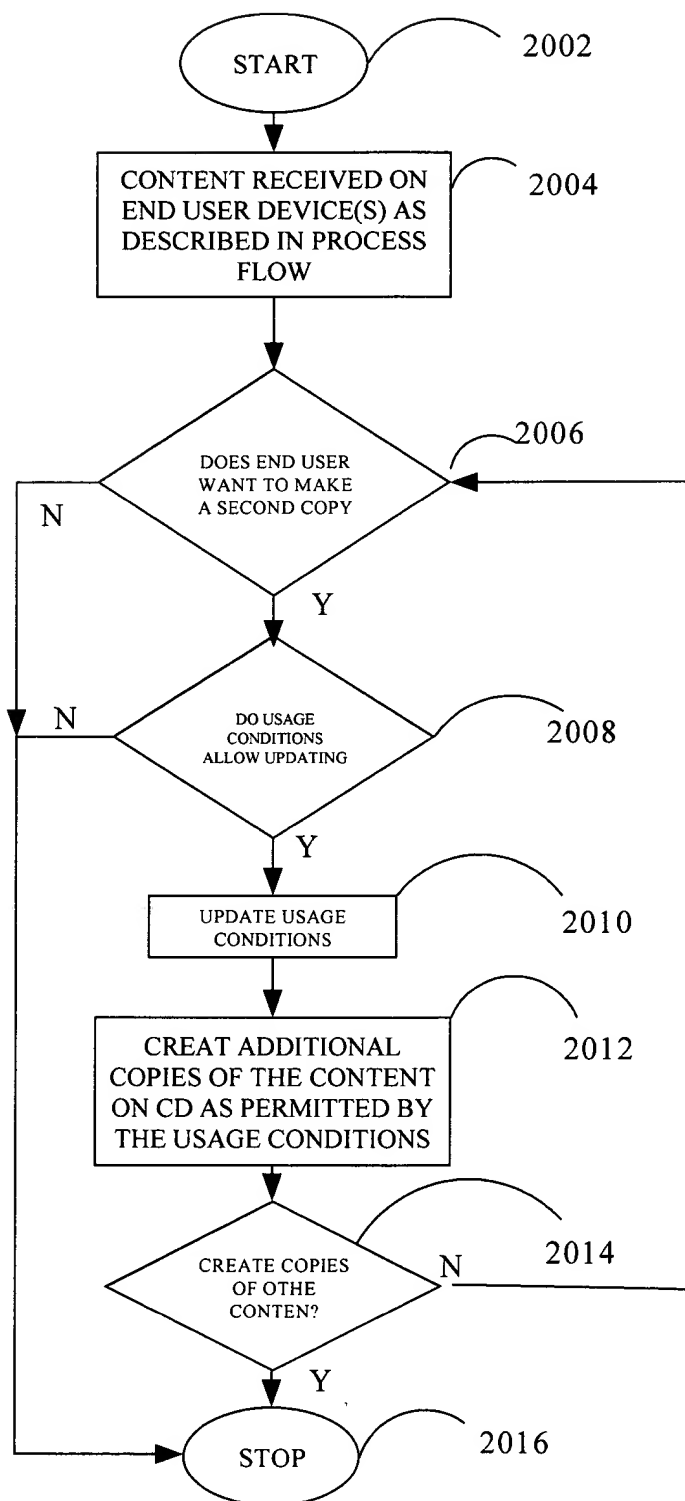 START
2002
CONTENT RECEIVED ON
END USER DEVICE(S) AS
DESCRIBED IN PROCESS
FLOW
2004
DOES END USER
WANT TO MAKE
A SECOND COPY
2006
N
Y
DO USAGE
CONDITIONS
ALLOW UPDATING
2008
N
Y
UPDATE USAGE
CONDITIONS
2010
CREAT ADDITIONAL
COPIES OF THE CONTENT
ON CD AS PERMITTED BY
THE USAGE CONDITIONS
2012
CREATE COPIES
OF OTHE
CONTEN?
2014
N
Y
STOP
2016